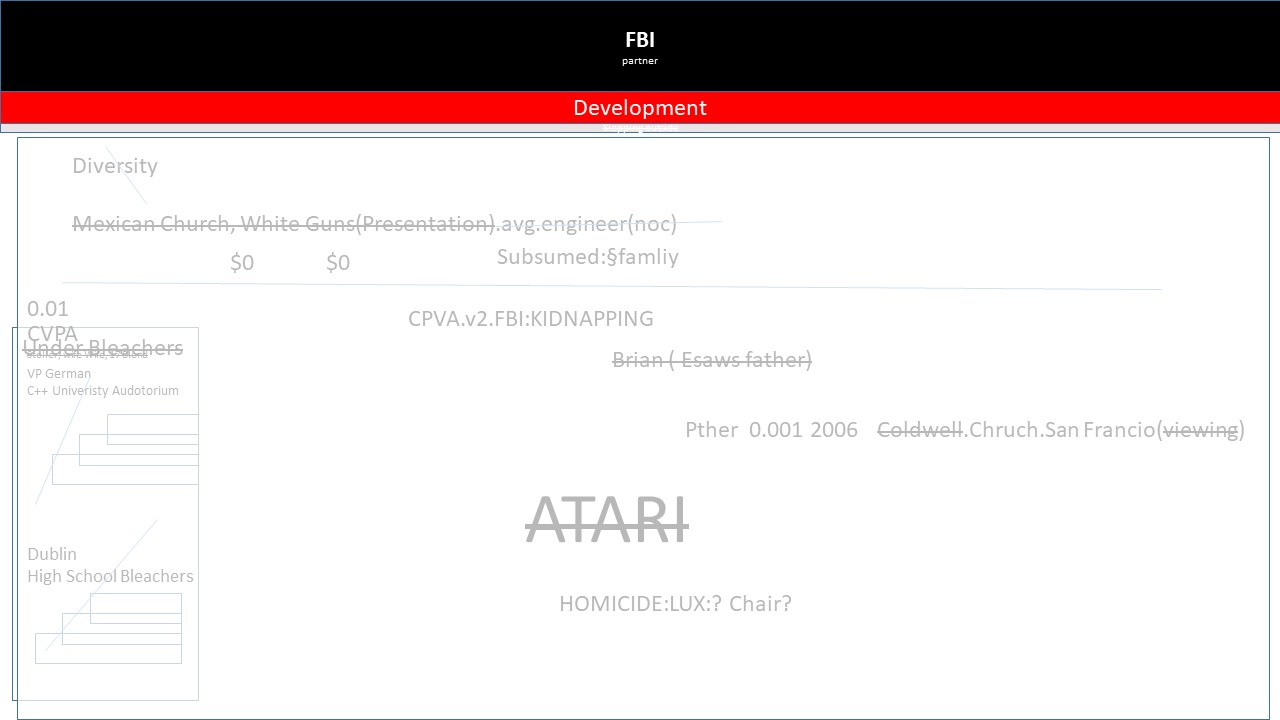 FBI
partner
Development
Diversity
Mexican Church, White Guns(Presentation).avg.engineer(noc)
$0 $0 Subsumed:§famliy
0.01
CPVA.v2.FBI:KIDNAPPING
CVPA
Under Bleachers
Brian ( Esaws father)
VP German
C++ Univeristy Audotorium
Pther 0.001 2006 Coldwell.Chruch.San Francio(viewing)
ATARI
Dublin
High School Bleachers
HOMICIDE:LUX:? Chair?